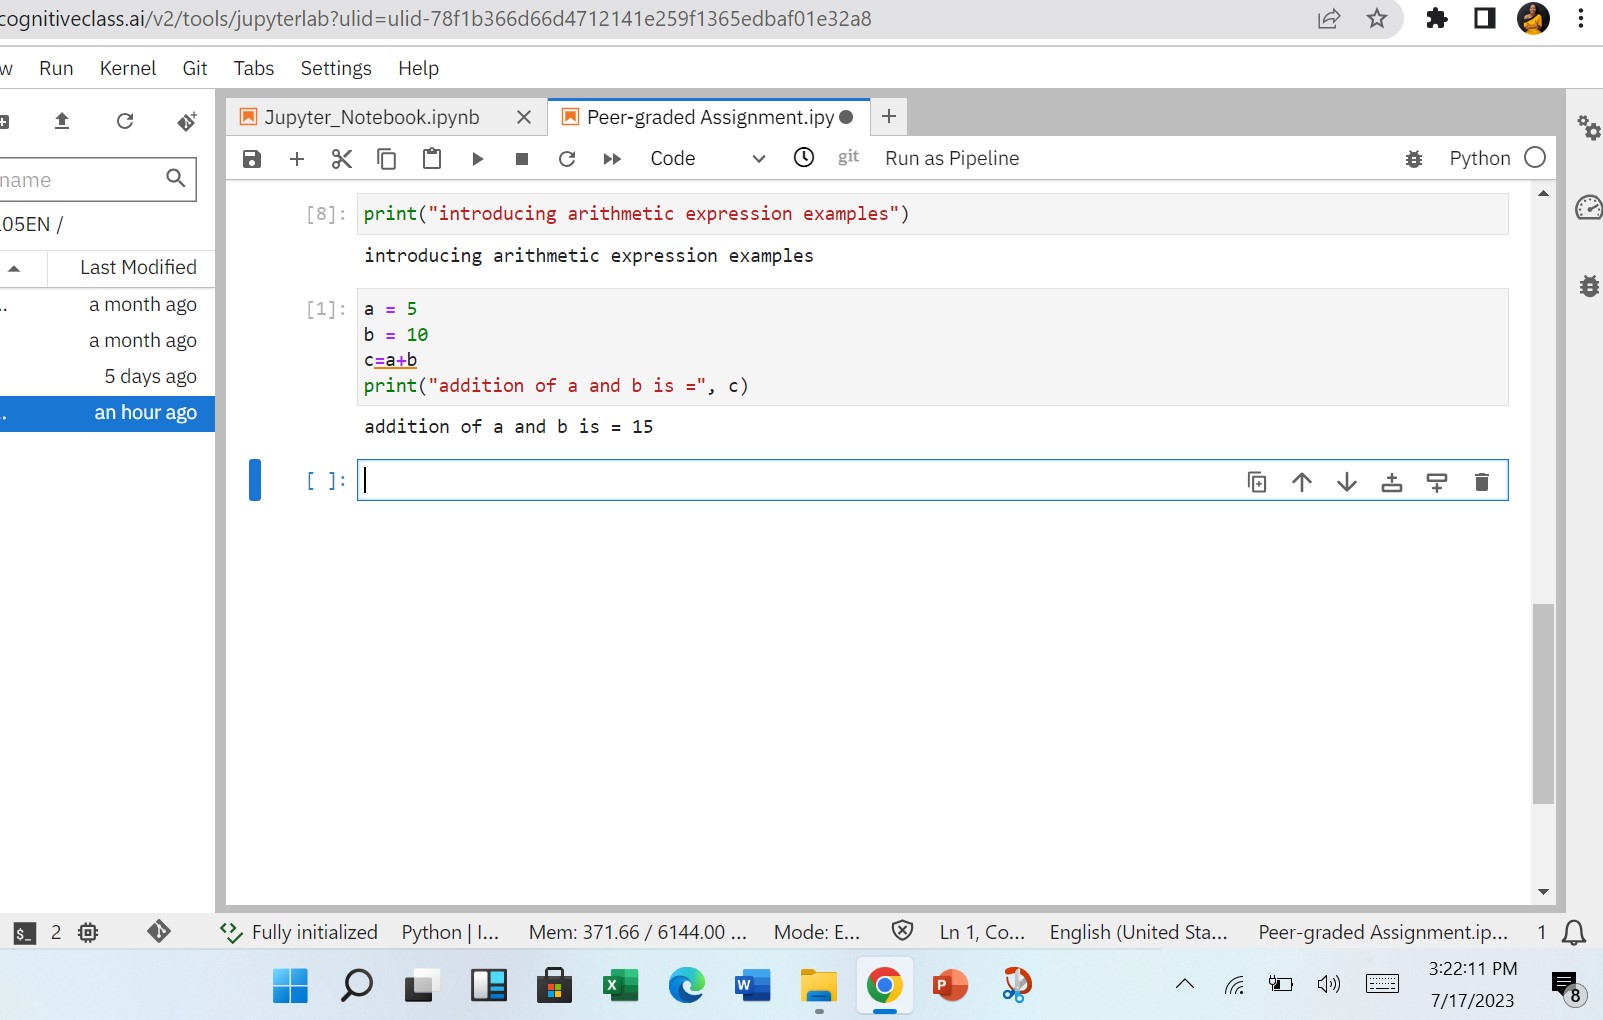 cognitiveclass.ai/v2/tools/jupyterlab?ulid=ulid-78f1b366d66d4712141e259f1365edbaf01e32a8
w Run Kernel Git Tabs Settings Help
Jupyter_Notebook.ipynb
Peer-graded Assignment.ipy
name
Code
git
Run as Pipeline
Python
05EN /
Last Modified
a month ago
a month ago
5 days ago
an hour ago
[8]: print("introducing arithmetic expression examples")
introducing arithmetic expression examples
[1]: a = 5
b = 10
c=a+b
print("addition of a and b is =", c)
addition of a and b is = 15
[ ]:
$_ 2 Fully initialized Python | I... Mem: 371.66 / 6144.00 ... Mode: E... Ln 1, Co... English (United Sta... Peer-graded Assignment.ip... 1
X
W
P
3:22:11 PM
7/17/2023
8